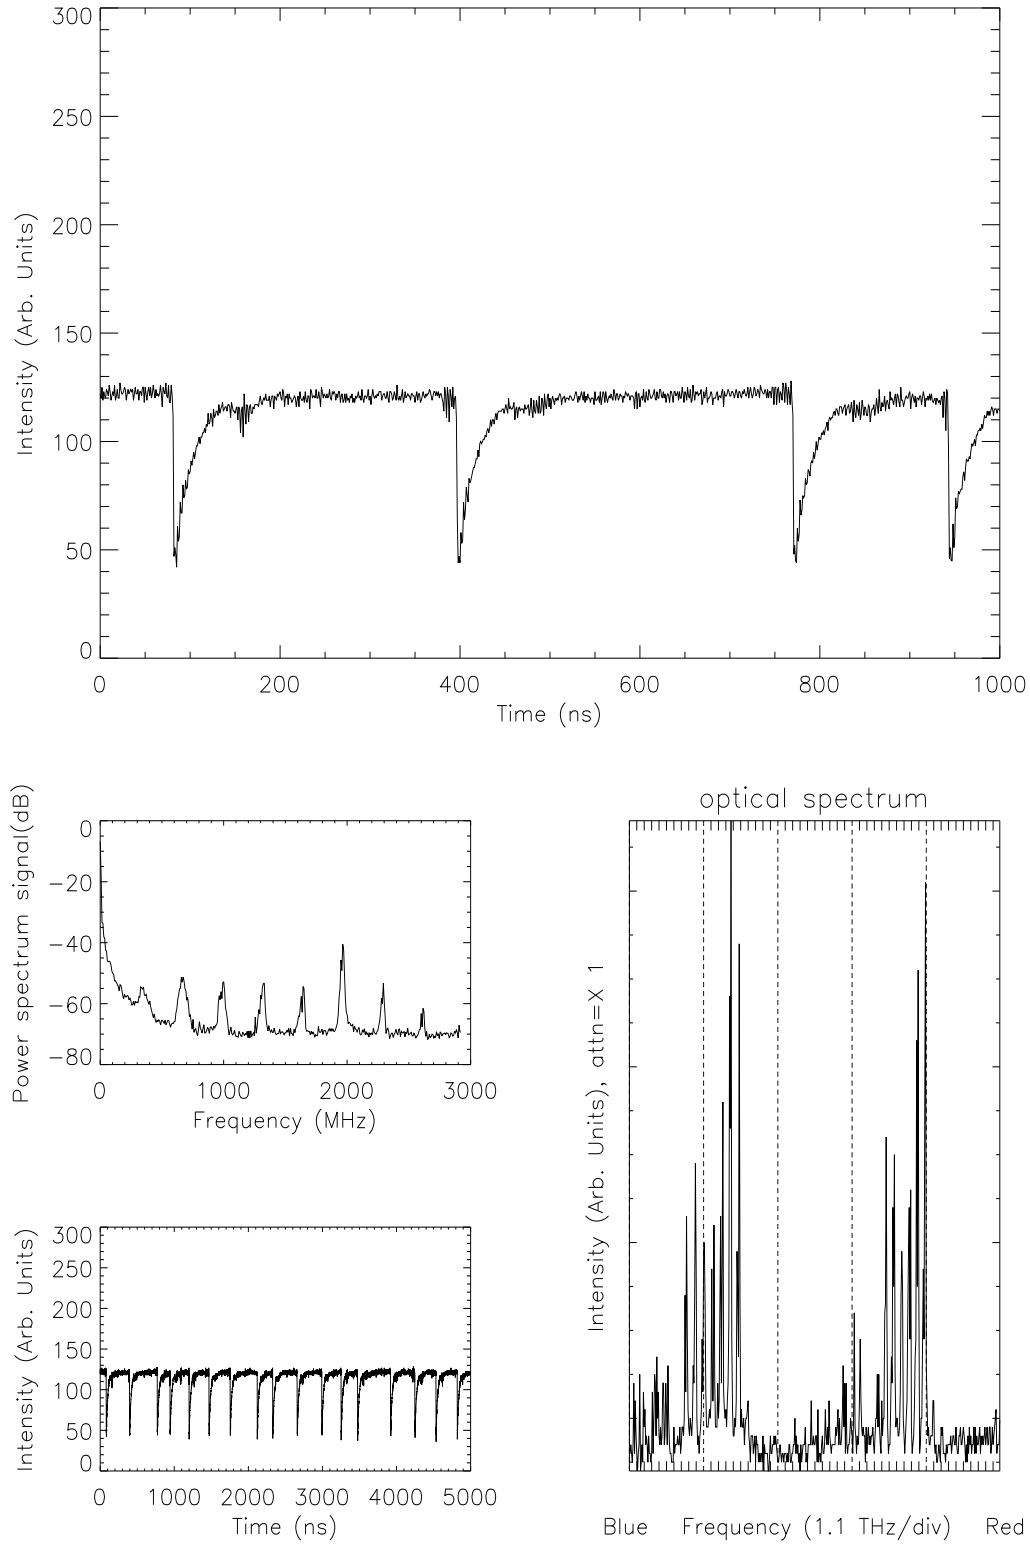 300
250
200
150
100
50
0
Intensity (Arb. Units)
0 200 400 600 800 1000
Time (ns)
Power spectrum signal(dB)
0
−20
−40
−60
−80
0 1000 2000 3000
Frequency (MHz)
optical spectrum
Intensity (Arb. Units), attn=X 1
Blue Frequency (1.1 THz/div) Red
Intensity (Arb. Units)
300
250
200
150
100
50
0
0 1000 2000 3000 4000 5000
Time (ns)